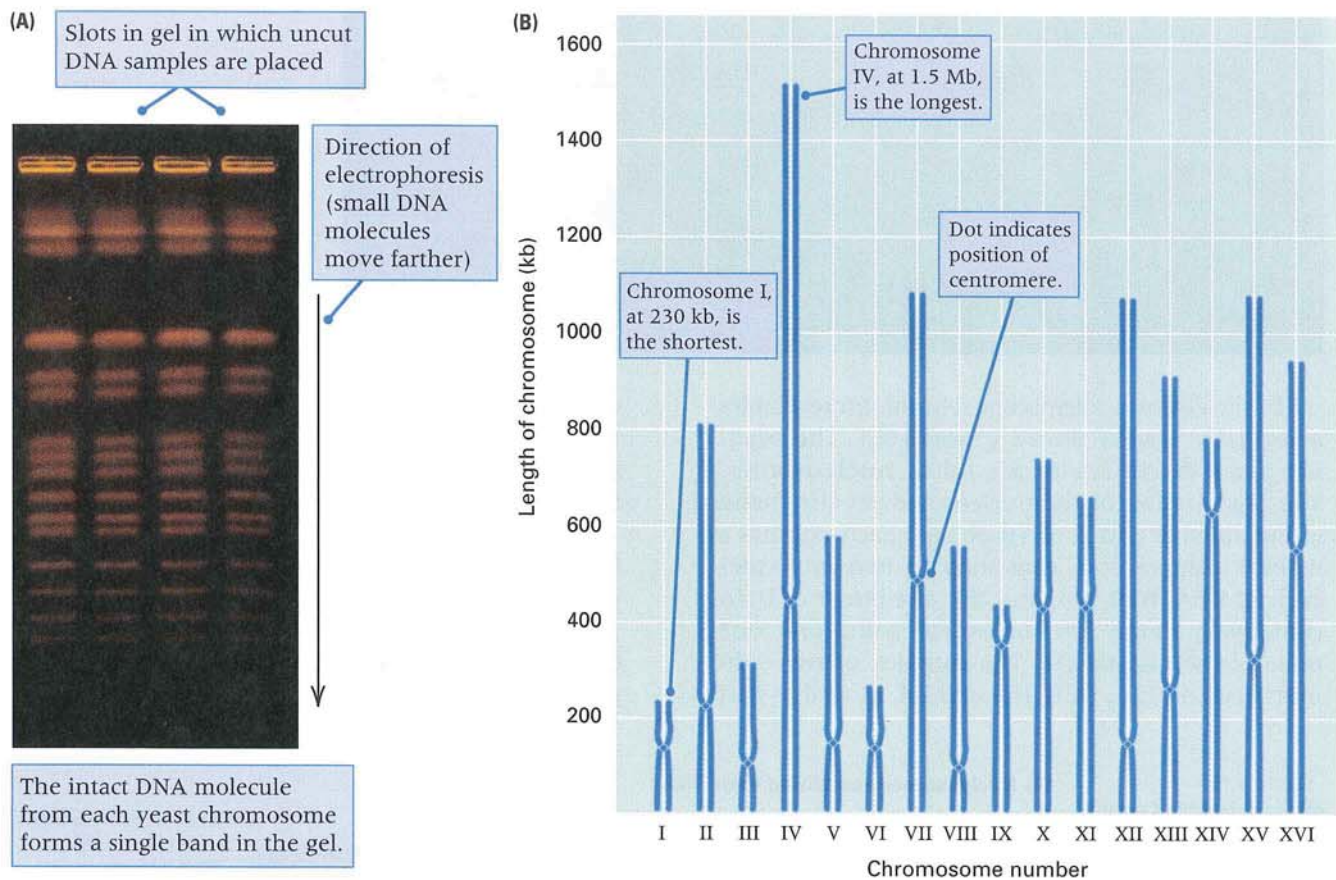 (A)
Slots in gel in which uncut
DNA samples are placed
Direction of
electrophoresis
(small DNA
molecules
move farther)
The intact DNA molecule
from each yeast chromosome
forms a single band in the gel.
(B)
Length of chromosome (kb)
1600
1400
1200
1000
800
600
400
200
Chromosome
IV, at 1.5 Mb,
is the longest.
Dot indicates
position of
centromere.
Chromosome I,
at 230 kb, is
the shortest.
I II III IV V VI VII VIII IX X XI XII XIII XIV XV XVI
Chromosome number